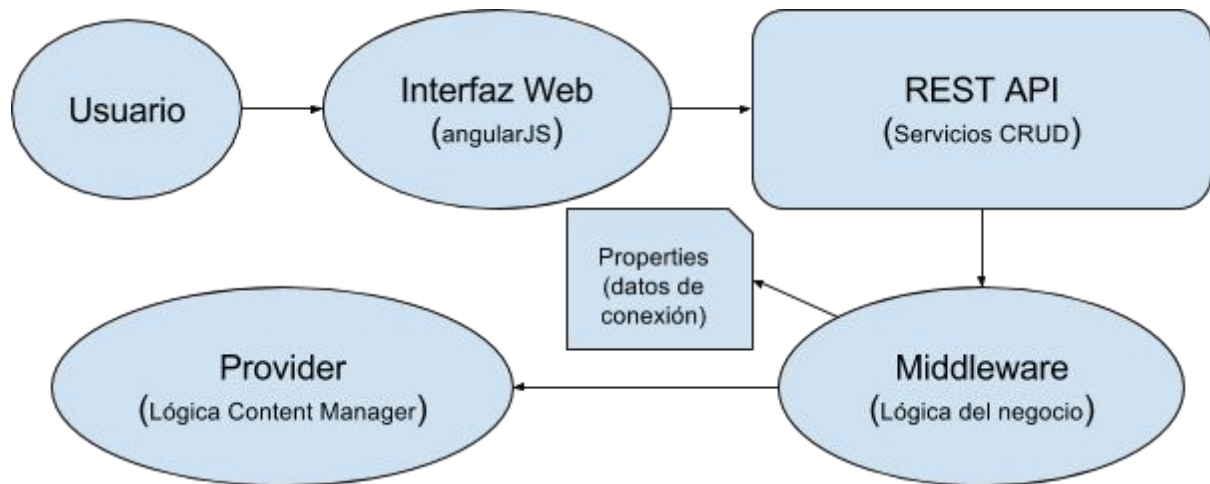 Usuario
Interfaz Web
(angularJS)
REST API
(Servicios CRUD)
Properties
(datos de
conexión)
Provider
(Lógica Content Manager)
Middleware
(Lógica del negocio)